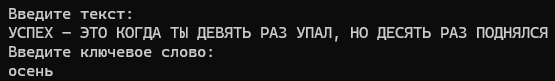 Введите текст:
УСПЕХ – ЭТО КОГДА ТЫ ДЕВЯТЬ РАЗ УПАЛ, НО ДЕСЯТЬ РАЗ ПОДНЯЛСЯ
Введите ключевое слово:
осень